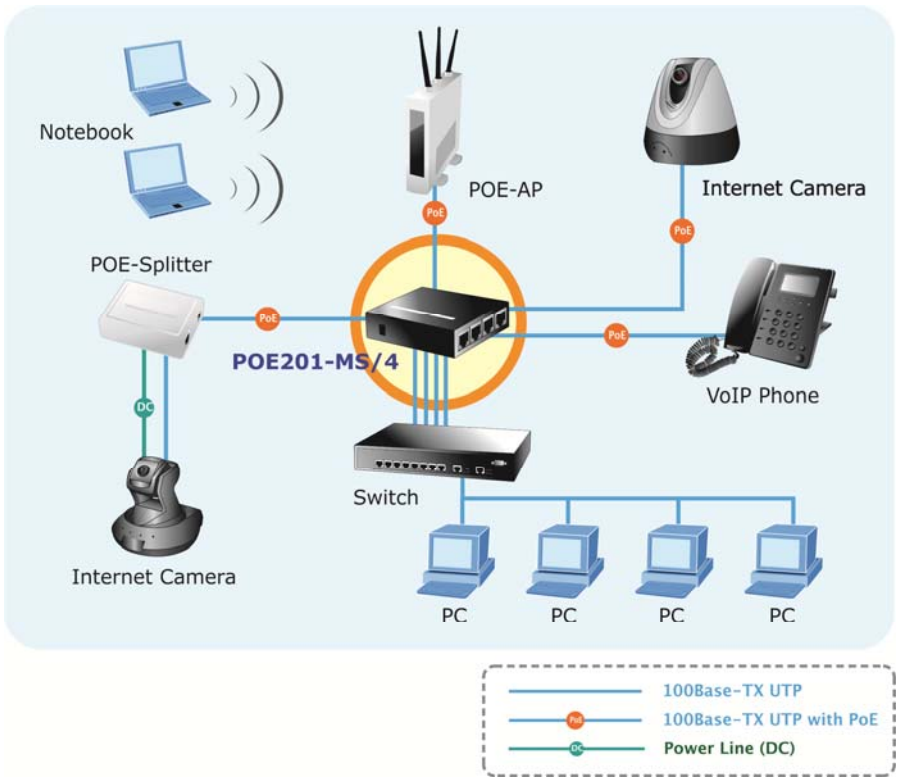 Notebook
POE-AP
PoE
Internet Camera
PoE
POE-Splitter
PoE
POE201-MS/4
PoE
VoIP Phone
DC
Switch
Internet Camera
PC
PC
PC
PC
100Base-TX UTP
PoE
100Base-TX UTP with PoE
DC
Power Line (DC)